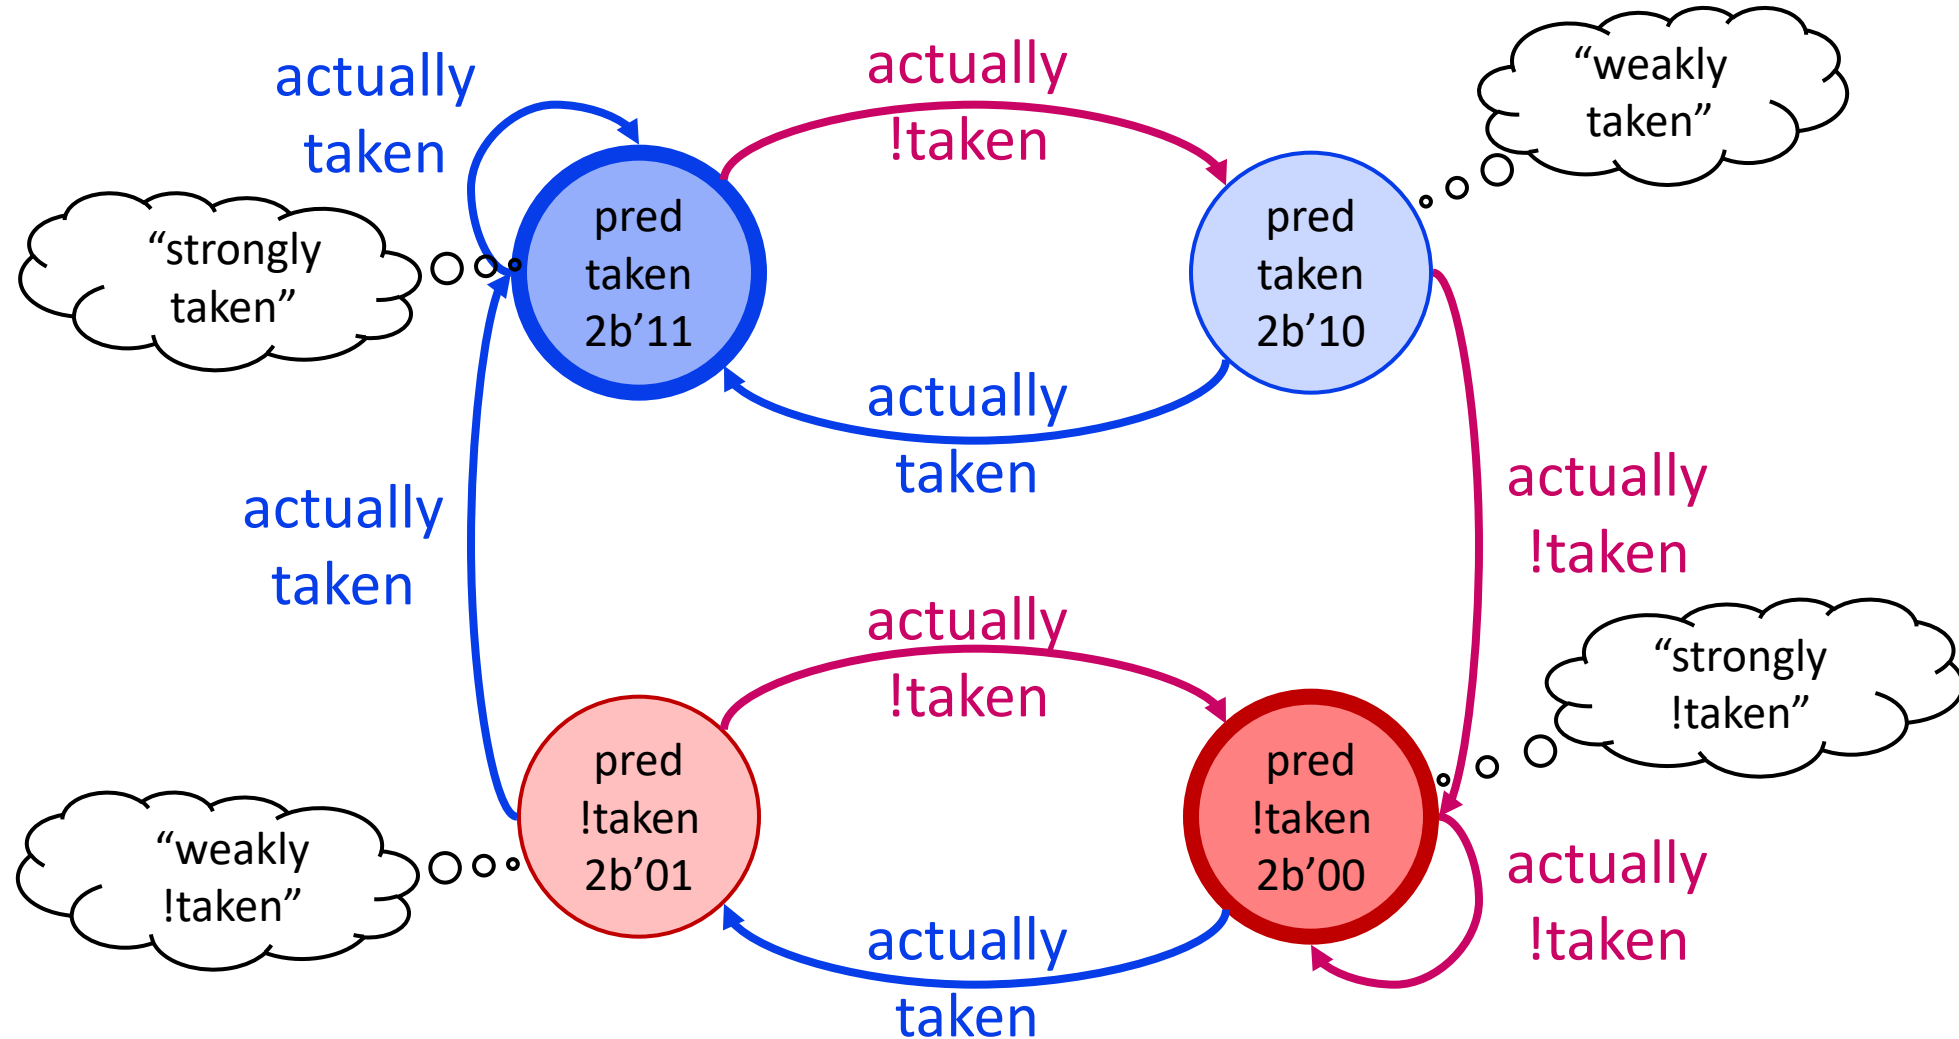 actually
taken
actually
!taken
“weakly
taken”
“strongly
taken”
pred
taken
2b’11
pred
taken
2b’10
actually
taken
actually
taken
actually
!taken
actually
!taken
“strongly
!taken”
pred
!taken
2b’01
pred
!taken
2b’00
“weakly
!taken”
actually
taken
actually
!taken